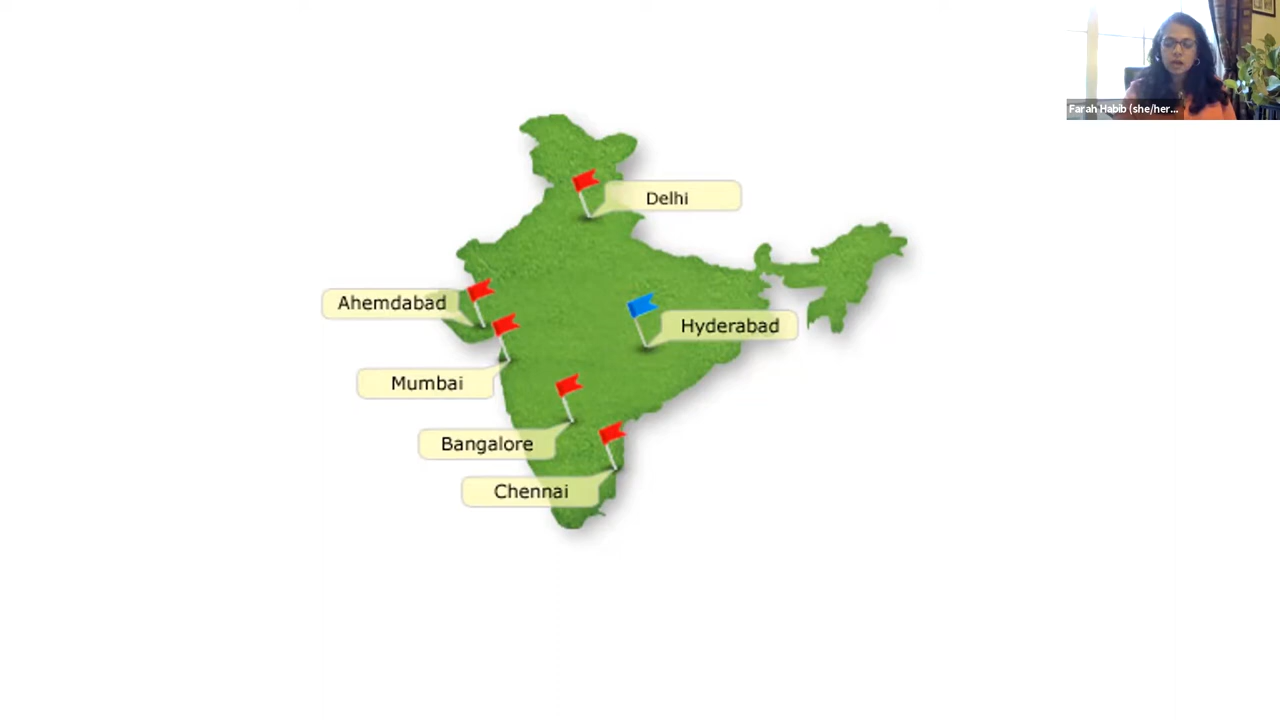 Farah Habib (she/her...
Delhi
Ahemdabad
Hyderabad
Mumbai
Bangalore
Chennai